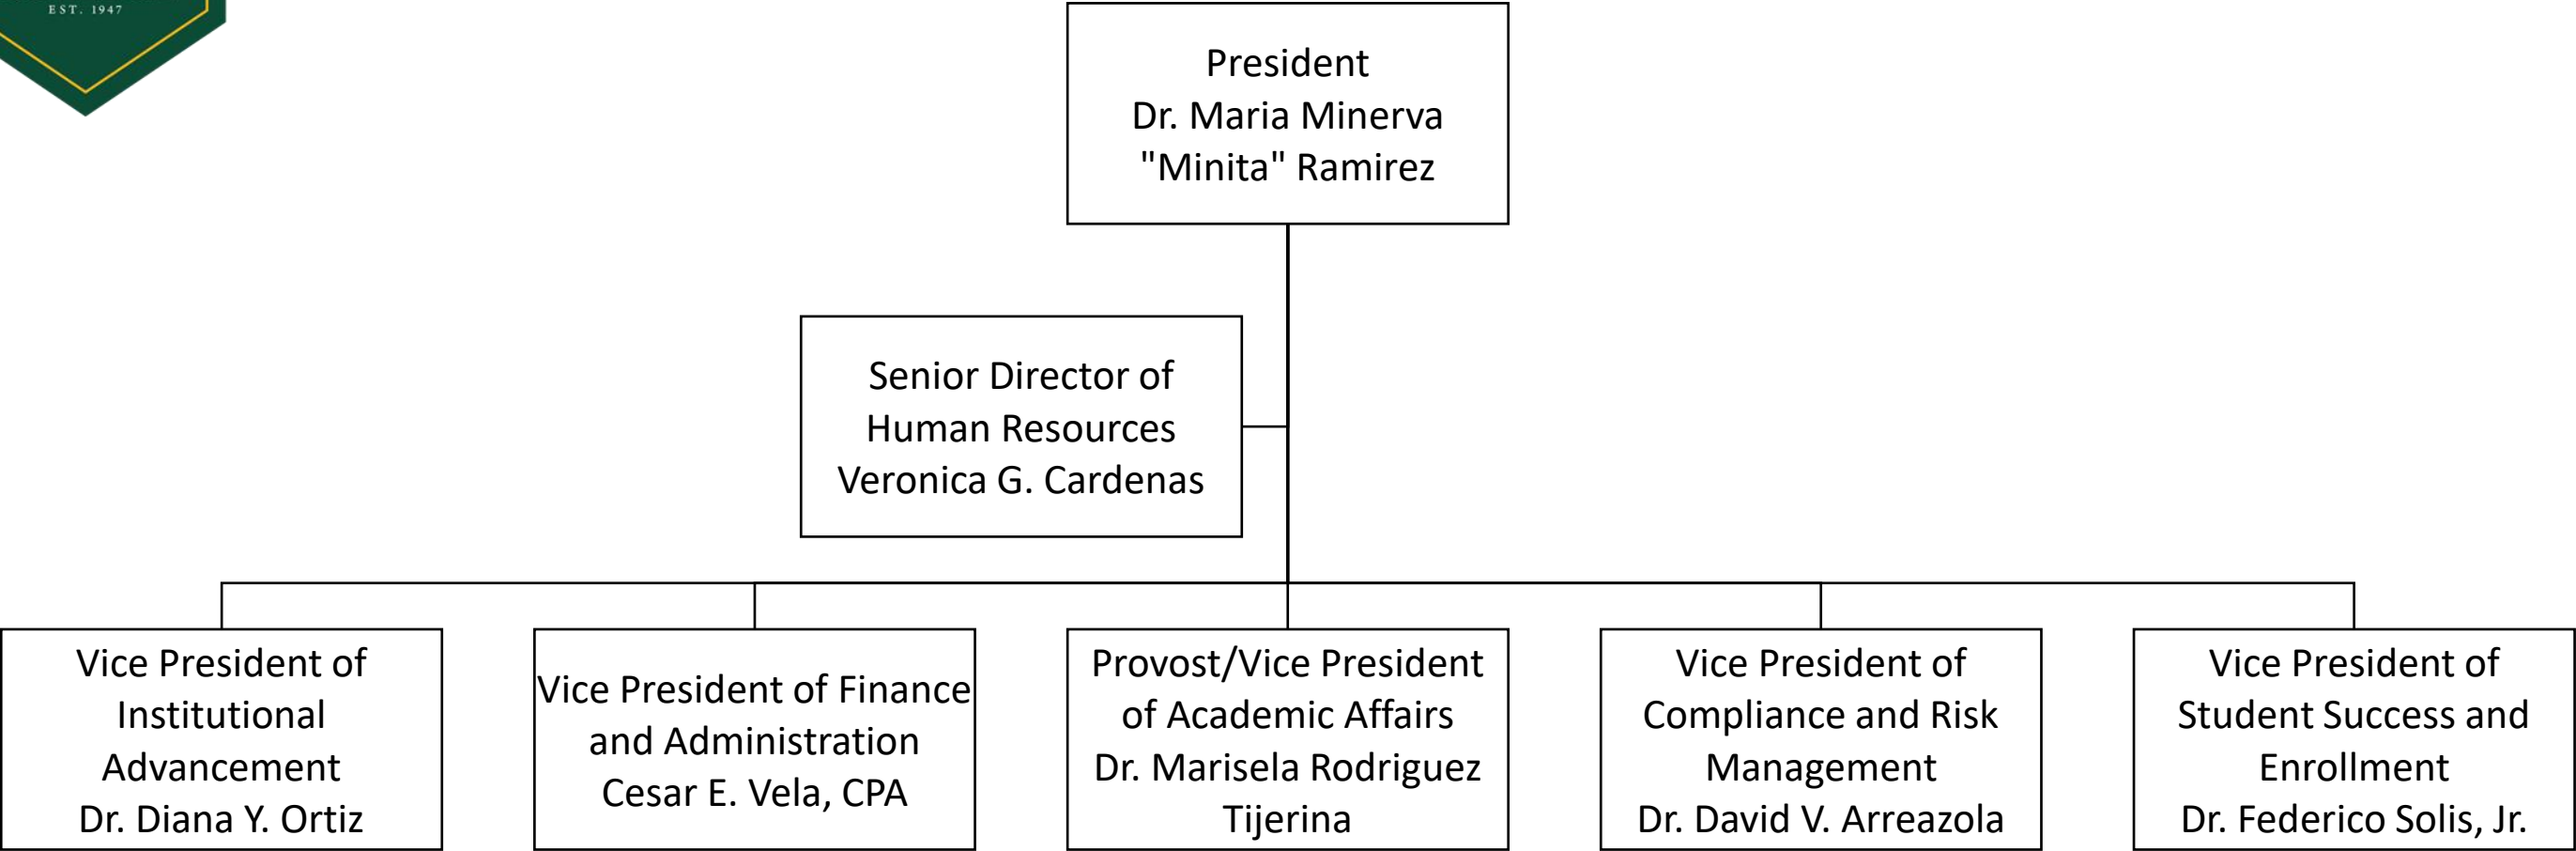 EST. 1947
President
Dr. Maria Minerva
"Minita" Ramirez
Senior Director of
Human Resources
Veronica G. Cardenas
Vice President of
Institutional
Advancement
Dr. Diana Y. Ortiz
Vice President of Finance
and Administration
Cesar E. Vela, CPA
Provost/Vice President
of Academic Affairs
Dr. Marisela Rodriguez
Tijerina
Vice President of
Compliance and Risk
Management
Dr. David V. Arreazola
Vice President of
Student Success and
Enrollment
Dr. Federico Solis, Jr.